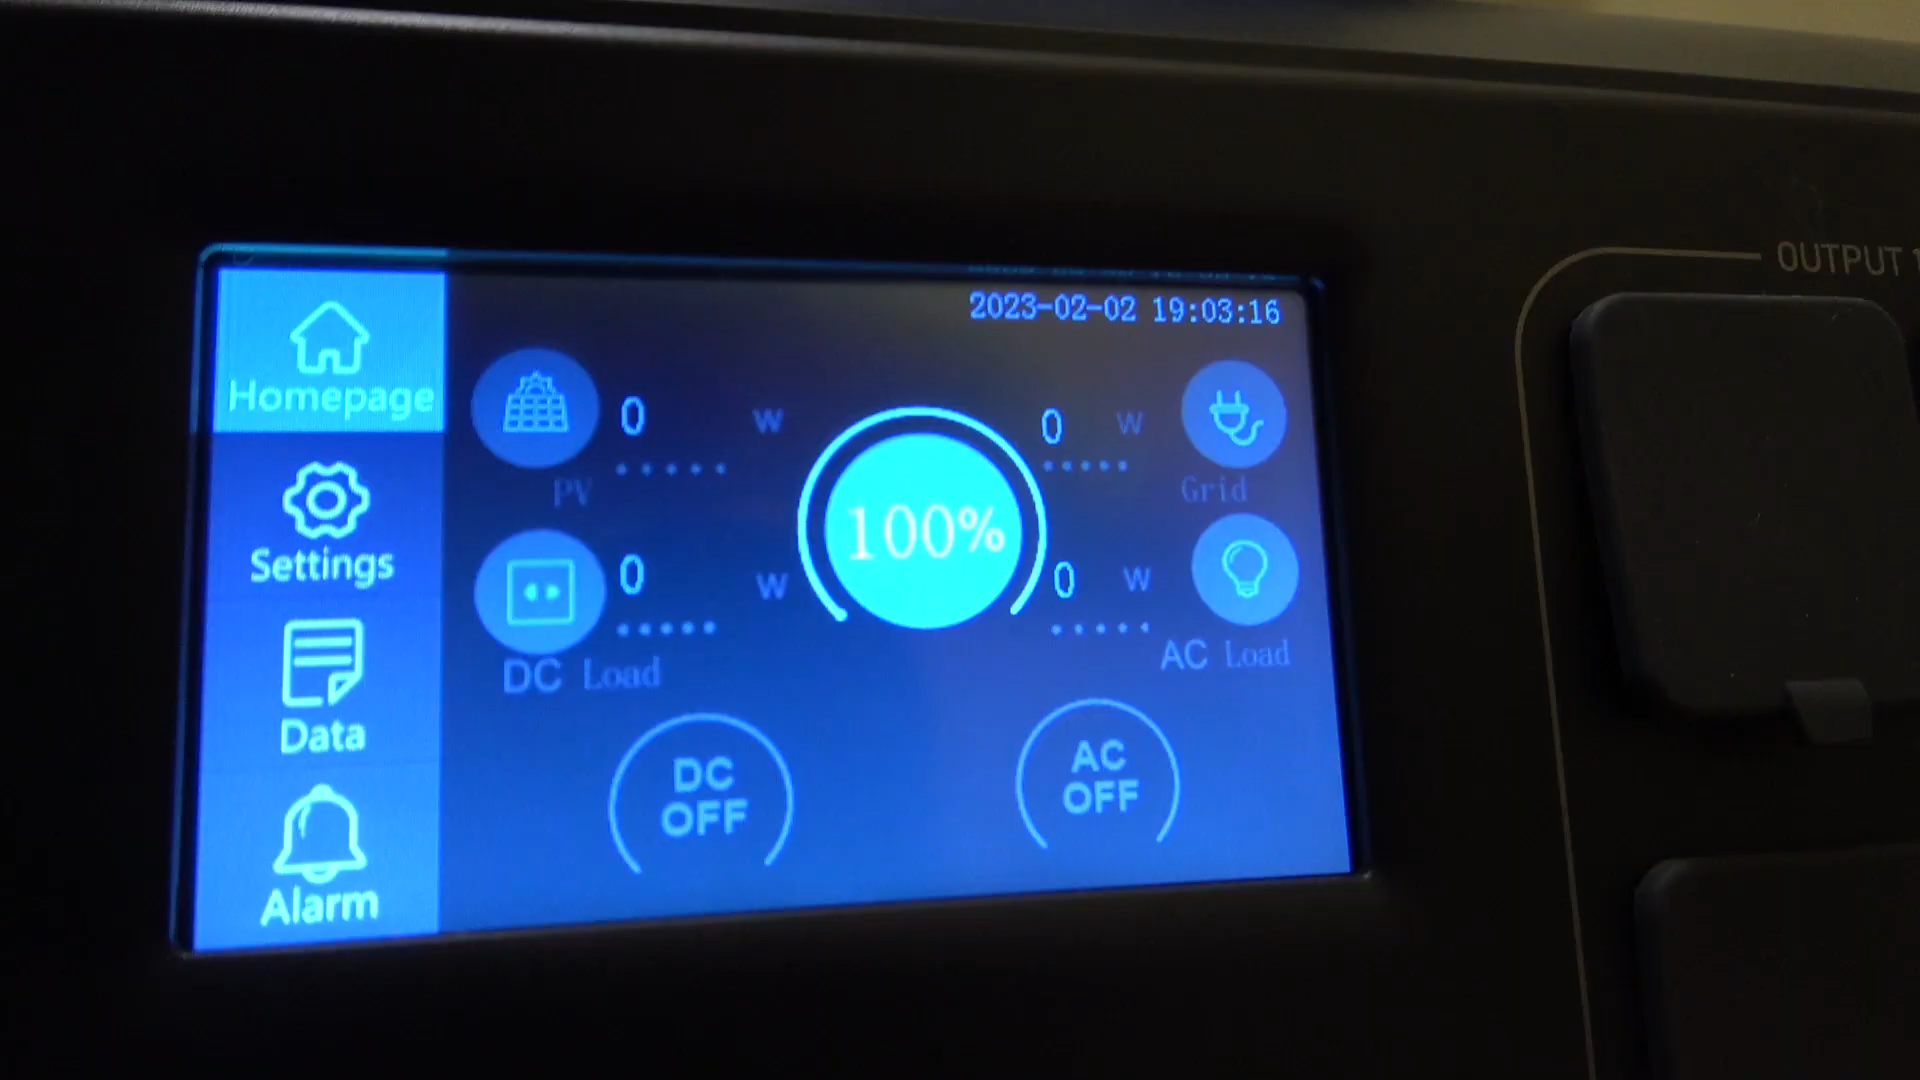 2023-02-02 19:03:16
Homepage
Settings
Data
Alarm
0 W
PV
0 W
DC Load
100%
0 W
Grid
0 W
AC Load
DC
OFF
AC
OFF
OUTPUT 1